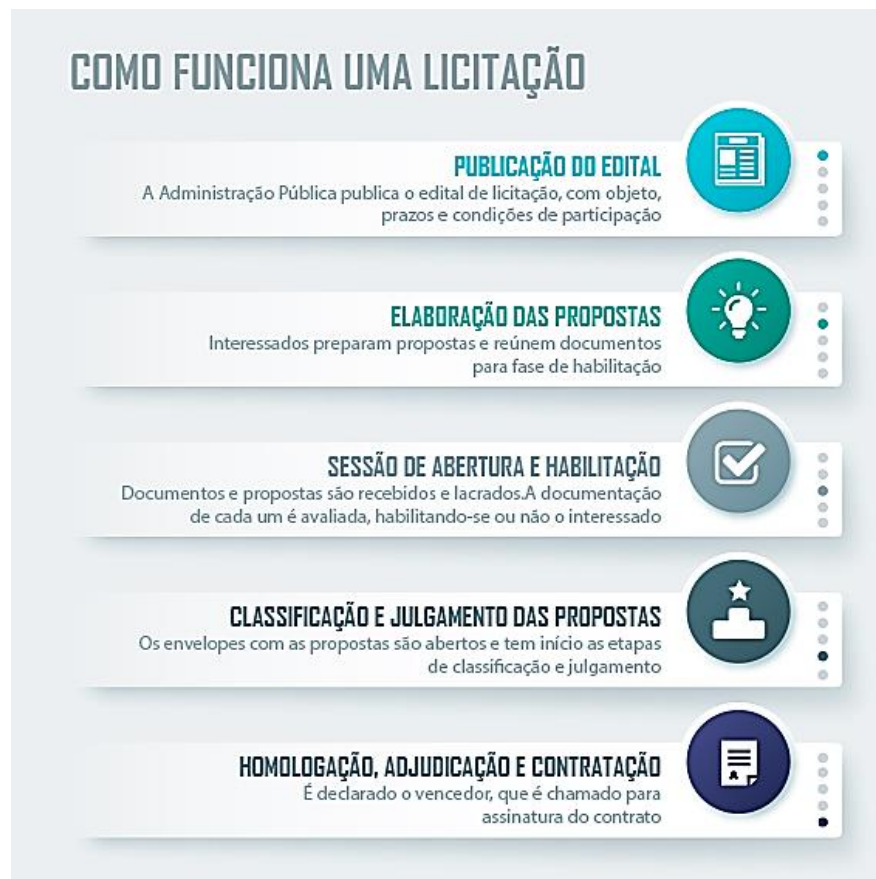 COMO FUNCIONA UMA LICITAÇÃO
PUBLICAÇÃO DO EDITAL
A Administração Pública publica o edital de licitação, com objeto,
prazos e condições de participação
ELABORAÇÃO DAS PROPOSTAS
Interessados preparam propostas e reúnem documentos
para fase de habilitação
SESSÃO DE ABERTURA E HABILITAÇÃO
Documentos e propostas são recebidos e lacrados.A documentação
de cada um é avaliada, habilitando-se ou não o interessado
CLASSIFICAÇÃO E JULGAMENTO DAS PROPOSTAS
Os envelopes com as propostas são abertos e tem início as etapas
de classificação e julgamento
HOMOLOGAÇÃO, ADJUDICAÇÃO E CONTRATAÇÃO
É declarado o vencedor, que é chamado para
assinatura do contrato